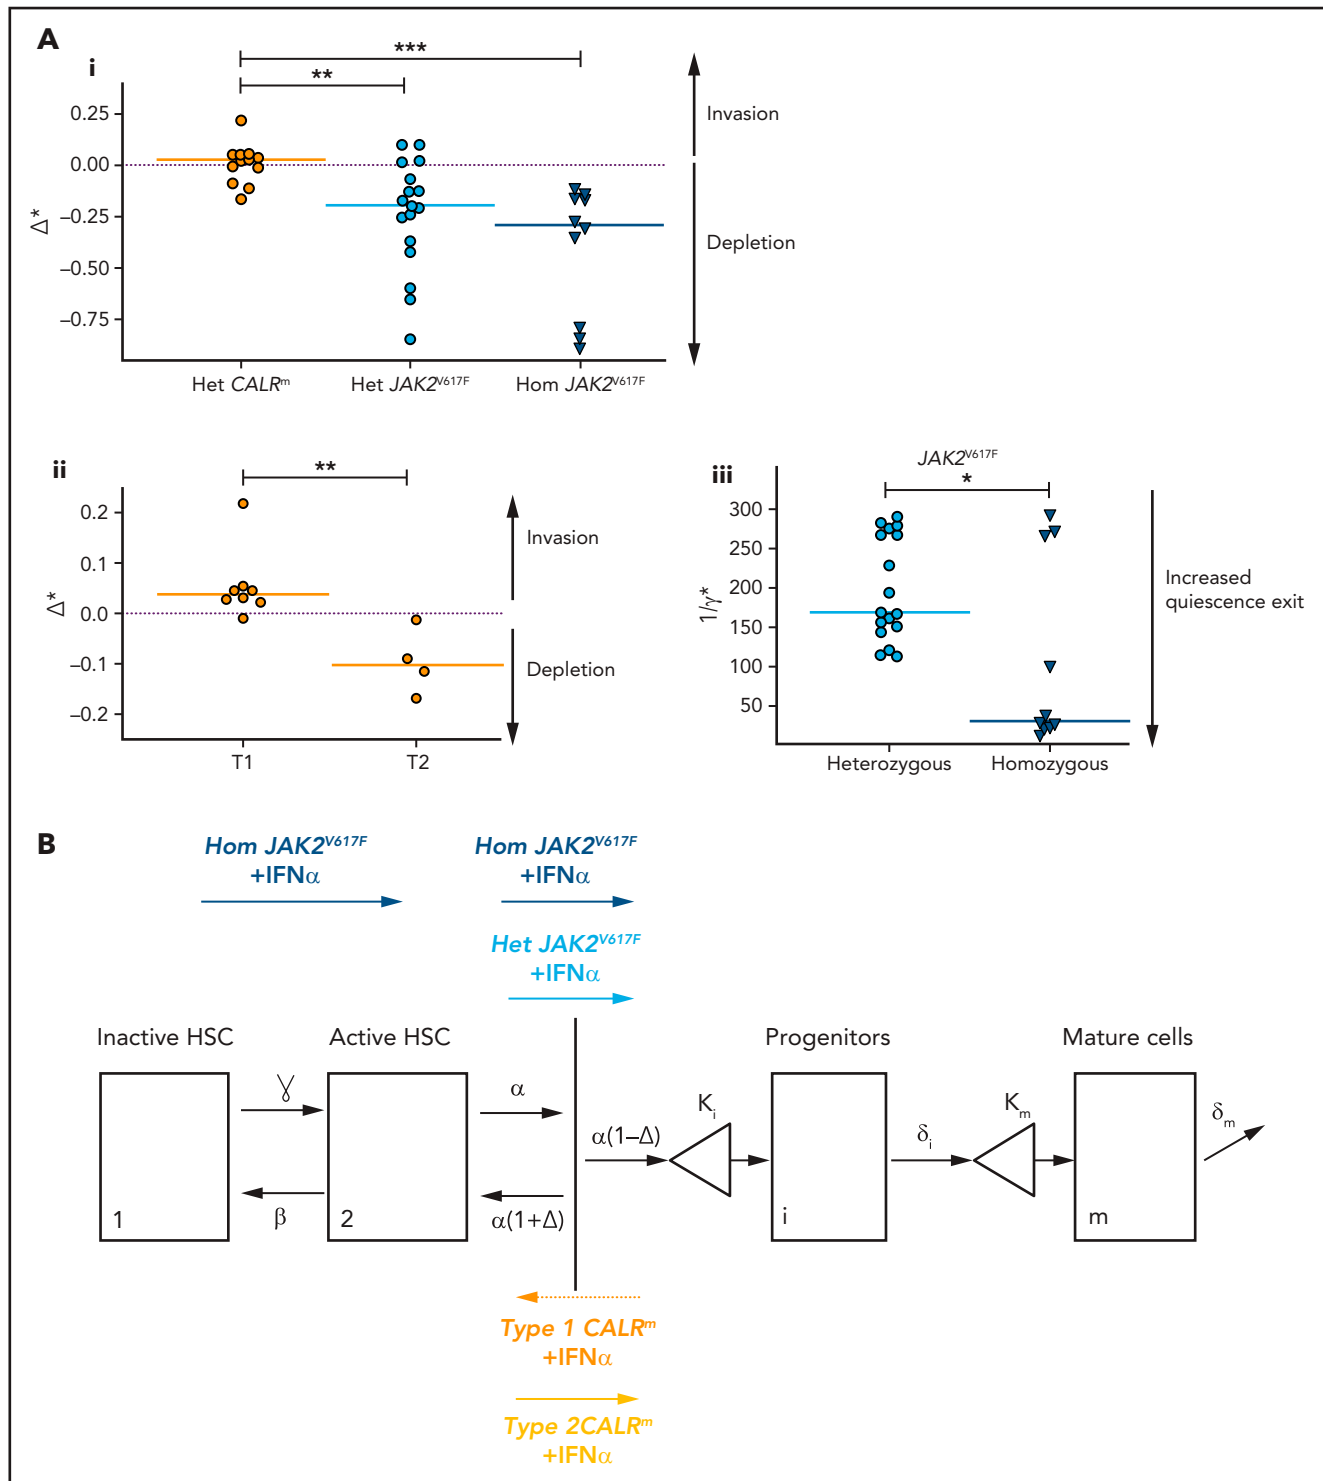 A
i
***
**
0.25
0.00
–0.25
–0.50
–0.75
Δ*
Invasion
Depletion
Het CALRᵐ
Het JAK2ⱽ⁶¹⁷ᶠ
Hom JAK2ⱽ⁶¹⁷ᶠ
ii
**
0.2
0.1
0.0
–0.1
–0.2
Δ*
Invasion
Depletion
T1
T2
iii
JAK2ⱽ⁶¹⁷ᶠ
*
300
250
200
150
100
50
1/γ*
Increased
quiescence exit
Heterozygous
Homozygous
B
Hom JAK2ⱽ⁶¹⁷ᶠ
+IFNα
Hom JAK2ⱽ⁶¹⁷ᶠ
+IFNα
Het JAK2ⱽ⁶¹⁷ᶠ
+IFNα
Inactive HSC
Active HSC
Progenitors
Mature cells
γ
α
β
α(1+Δ)
α(1–Δ)
Kᵢ
δᵢ
Kₘ
δₘ
1
2
i
m
Type 1 CALRᵐ
+IFNα
Type 2CALRᵐ
+IFNα